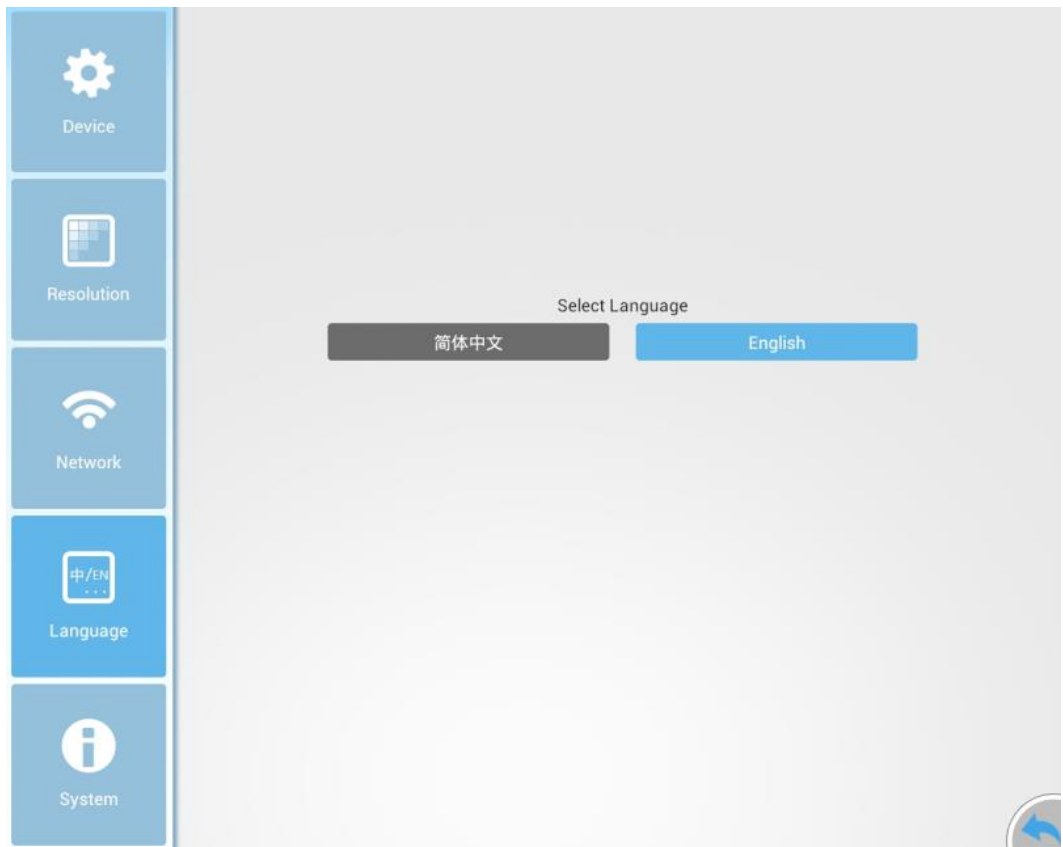 Device
Resolution
Network
中/EN
...
Language
System
Select Language
简体中文
English